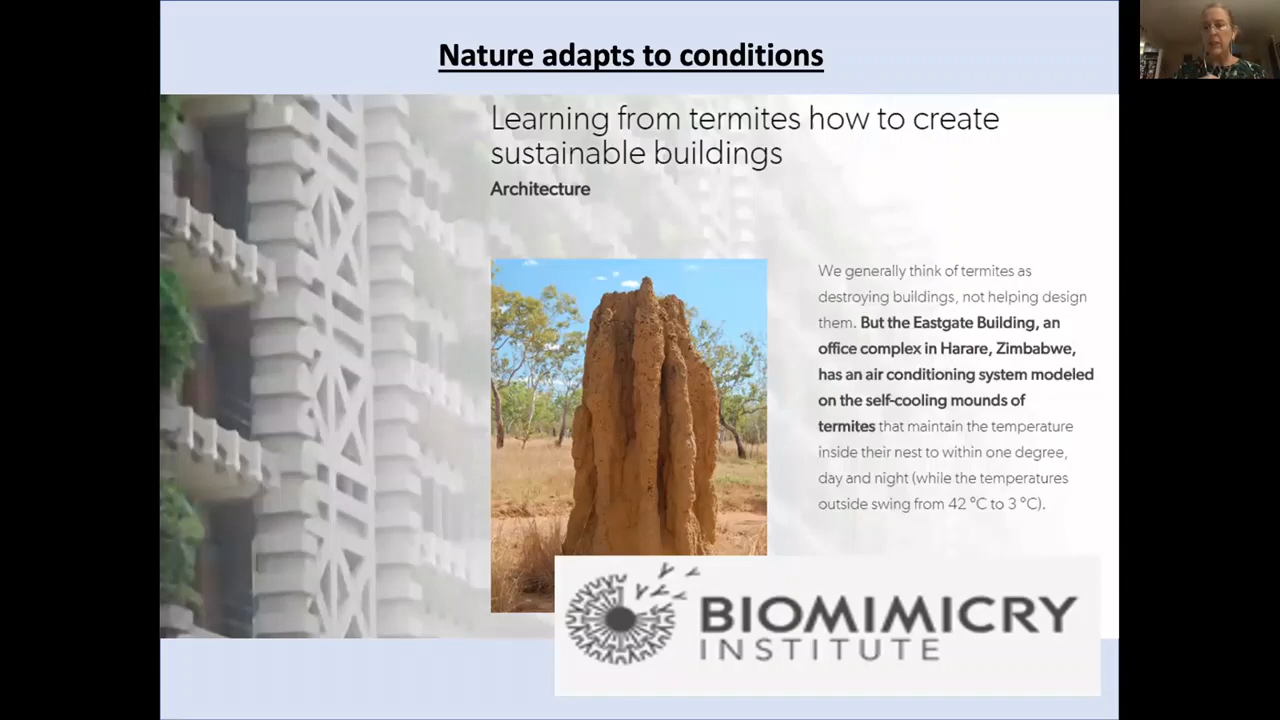 Nature adapts to conditions
Learning from termites how to create
sustainable buildings
Architecture
We generally think of termites as
destroying buildings, not helping design
them. But the Eastgate Building, an
office complex in Harare, Zimbabwe,
has an air conditioning system modeled
on the self-cooling mounds of
termites that maintain the temperature
inside their nest to within one degree,
day and night (while the temperatures
outside swing from 42 °C to 3 °C).
BIOMIMICRY
INSTITUTE